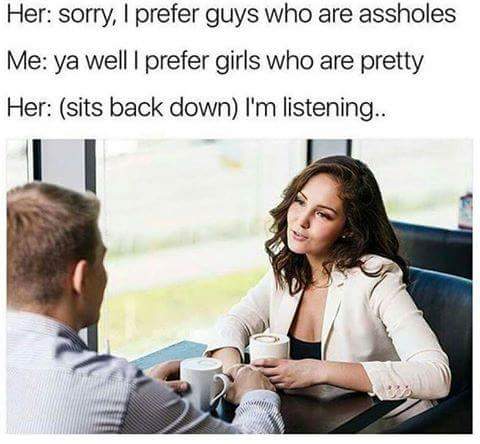 Her: sorry, I prefer guys who are assholes
Me: ya well I prefer girls who are pretty
Her: (sits back down) I'm listening..